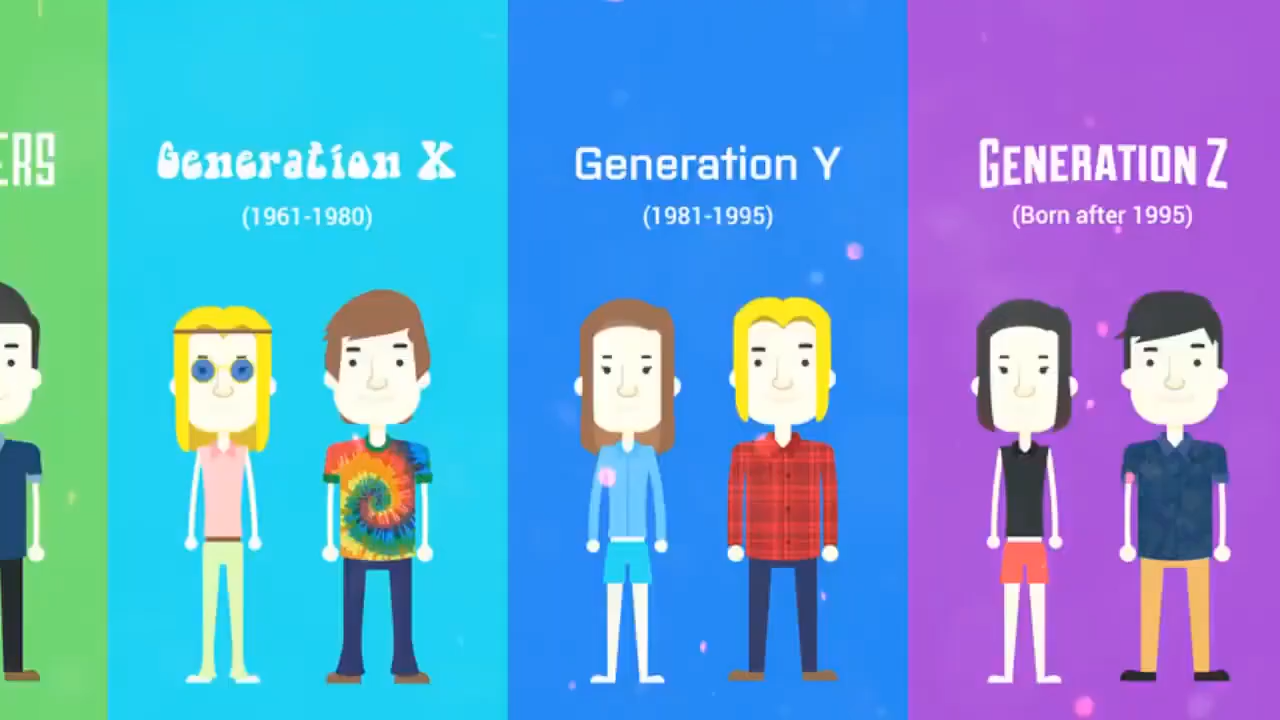 ERS
Generation X
(1961-1980)
Generation Y
(1981-1995)
GENERATION Z
(Born after 1995)